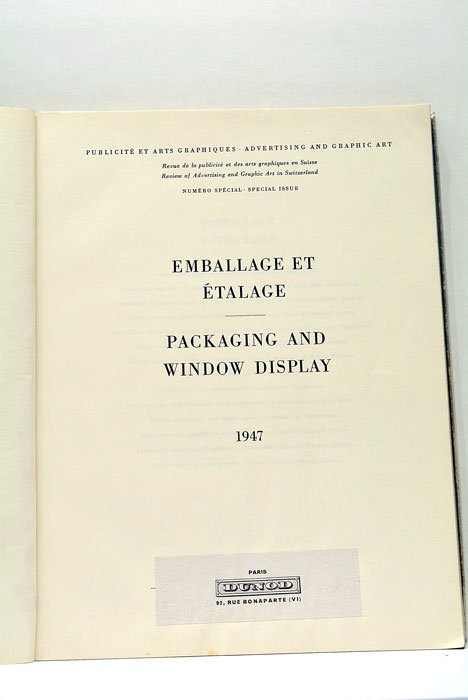 PUBLICITÉ ET ARTS GRAPHIQUES · ADVERTISING AND GRAPHIC ART
Revue de la publicité et des arts graphiques en Suisse
Review of Advertising and Graphic Art in Switzerland
NUMÉRO SPÉCIAL · SPECIAL ISSUE
EMBALLAGE ET
ÉTALAGE
PACKAGING AND
WINDOW DISPLAY
1947
PARIS
DUNOD
92, RUE BONAPARTE (VI)